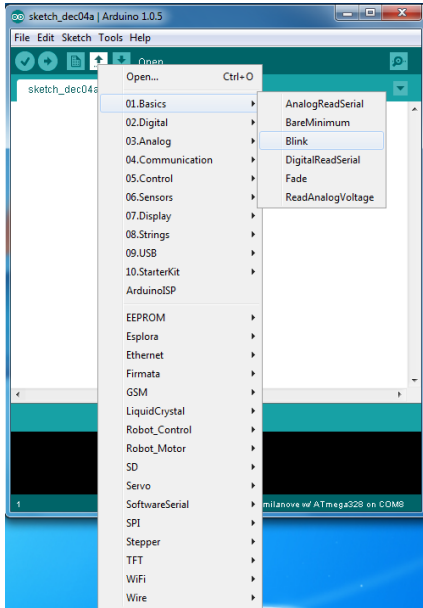 sketch_dec04a | Arduino 1.0.5
File Edit Sketch Tools Help
Open
sketch_dec04a
Open... Ctrl+O
01.Basics
02.Digital
03.Analog
04.Communication
05.Control
06.Sensors
07.Display
08.Strings
09.USB
10.StarterKit
ArduinoISP
EEPROM
Esplora
Ethernet
Firmata
GSM
LiquidCrystal
Robot_Control
Robot_Motor
SD
Servo
SoftwareSerial
SPI
Stepper
TFT
WiFi
Wire
AnalogReadSerial
BareMinimum
Blink
DigitalReadSerial
Fade
ReadAnalogVoltage
1 milanove w/ ATmega328 on COM8